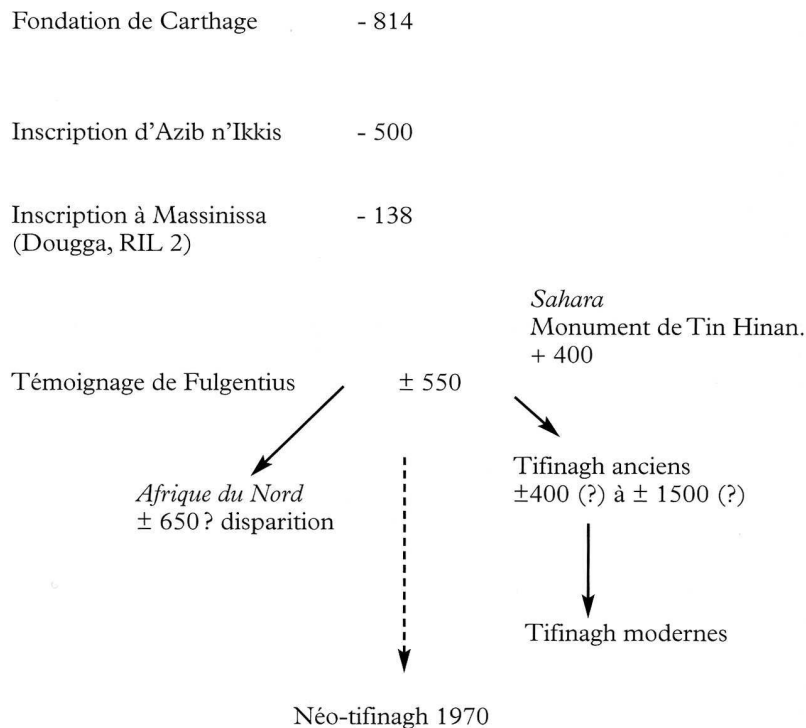 Fondation de Carthage - 814
Inscription d'Azib n'Ikkis - 500
Inscription à Massinissa - 138
(Dougga, RIL 2)
Sahara
Monument de Tin Hinan.
+ 400
Témoignage de Fulgentius ± 550
Tifinagh anciens
±400 (?) à ± 1500 (?)
Afrique du Nord
± 650? disparition
Tifinagh modernes
Néo-tifinagh 1970